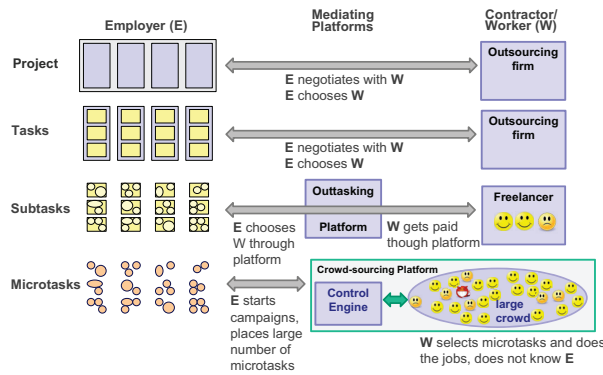 Employer (E)
Mediating
Platforms
Contractor/
Worker (W)
Project
E negotiates with W
E chooses W
Outsourcing
firm
Tasks
E negotiates with W
E chooses W
Outsourcing
firm
Subtasks
E chooses
W through
platform
Outtasking
Platform
W gets paid
though platform
Freelancer
Microtasks
E starts
campaigns,
places large
number of
microtasks
Crowd-sourcing Platform
Control
Engine
large
crowd
W selects microtasks and does
the jobs, does not know E